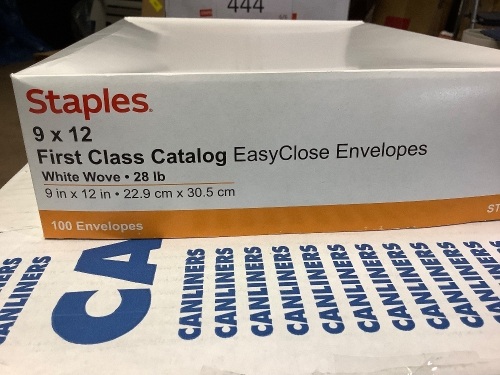 444
Staples
9 x 12
First Class Catalog EasyClose Envelopes
White Wove • 28 lb
9 in x 12 in • 22.9 cm x 30.5 cm
100 Envelopes
ST
CA
CANLINERS
CANLINERS
CANLINERS
CANLINERS
CANLINERS
CANLINERS
CANLINERS
CANLINERS
CANLINERS
CANLINERS